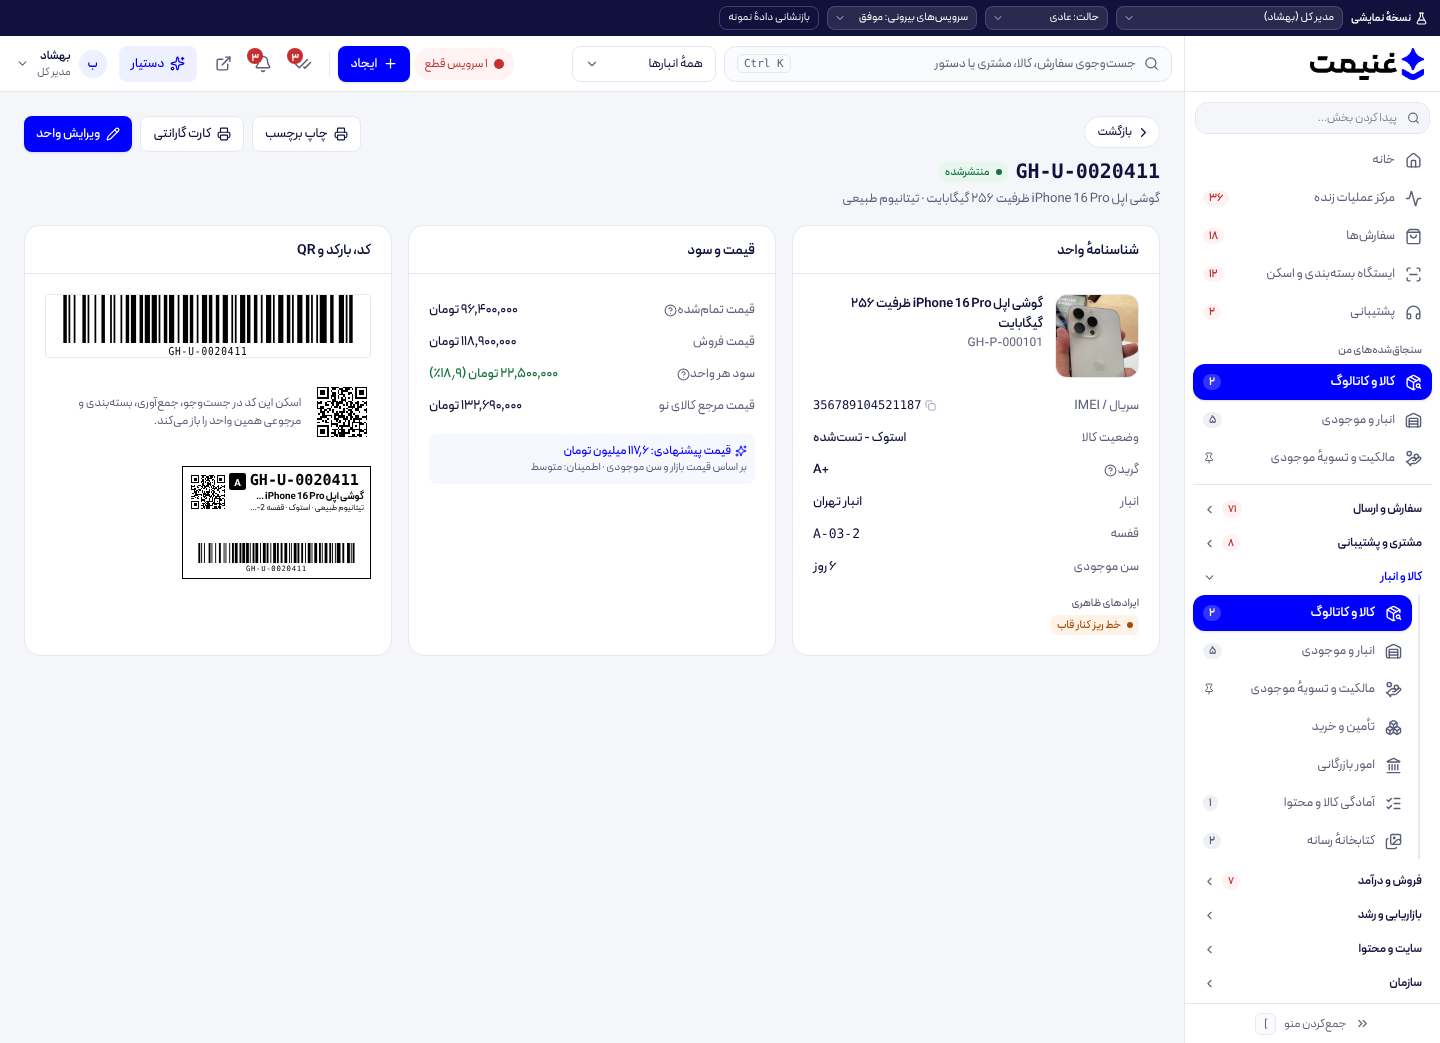 نسخهٔ نمایشی
مدیر کل (بهشاد)
حالت: عادی
سرویس‌های بیرونی: موفق
بازنشانی دادهٔ نمونه
غنیمت
جست‌وجوی سفارش، کالا، مشتری یا دستور
Ctrl K
همهٔ انبارها
۱ سرویس قطع
ایجاد
۳
۳
دستیار
ب
بهشاد
مدیر کل
پیدا کردن بخش...
خانه
مرکز عملیات زنده
۳۶
سفارش‌ها
۱۸
ایستگاه بسته‌بندی و اسکن
۱۲
پشتیبانی
۲
سنجاق‌شده‌های من
کالا و کاتالوگ
۲
انبار و موجودی
۵
مالکیت و تسویهٔ موجودی
سفارش و ارسال
۷۱
مشتری و پشتیبانی
۸
کالا و انبار
کالا و کاتالوگ
۲
انبار و موجودی
۵
مالکیت و تسویهٔ موجودی
تأمین و خرید
امور بازرگانی
آمادگی کالا و محتوا
۱
کتابخانهٔ رسانه
۲
فروش و درآمد
۷
بازاریابی و رشد
سایت و محتوا
سازمان
جمع‌کردن منو
[
بازگشت
GH-U-0020411
منتشرشده
گوشی اپل iPhone 16 Pro ظرفیت ۲۵۶ گیگابایت · تیتانیوم طبیعی
چاپ برچسب
کارت گارانتی
ویرایش واحد
شناسنامهٔ واحد
گوشی اپل iPhone 16 Pro ظرفیت ۲۵۶
گیگابایت
GH-P-000101
سریال / IMEI
356789104521187
وضعیت کالا
استوک - تست‌شده
گرید
A+
انبار
انبار تهران
قفسه
A-03-2
سن موجودی
۶ روز
ایرادهای ظاهری
خط ریز کنار قاب
قیمت و سود
قیمت تمام‌شده
۹۶,۴۰۰,۰۰۰ تومان
قیمت فروش
۱۱۸,۹۰۰,۰۰۰ تومان
سود هر واحد
۲۲,۵۰۰,۰۰۰ تومان (۱۸٫۹٪)
قیمت مرجع کالای نو
۱۳۲,۶۹۰,۰۰۰ تومان
قیمت پیشنهادی: ۱۱۷٫۶ میلیون تومان
بر اساس قیمت بازار و سن موجودی · اطمینان: متوسط
کد، بارکد و QR
GH-U-0020411
اسکن این کد در جست‌وجو، جمع‌آوری، بسته‌بندی و
مرجوعی همین واحد را باز می‌کند.
GH-U-0020411
A
گوشی اپل iPhone 16 Pro ...
تیتانیوم طبیعی · استوک · قفسه 2-...
GH-U-0020411